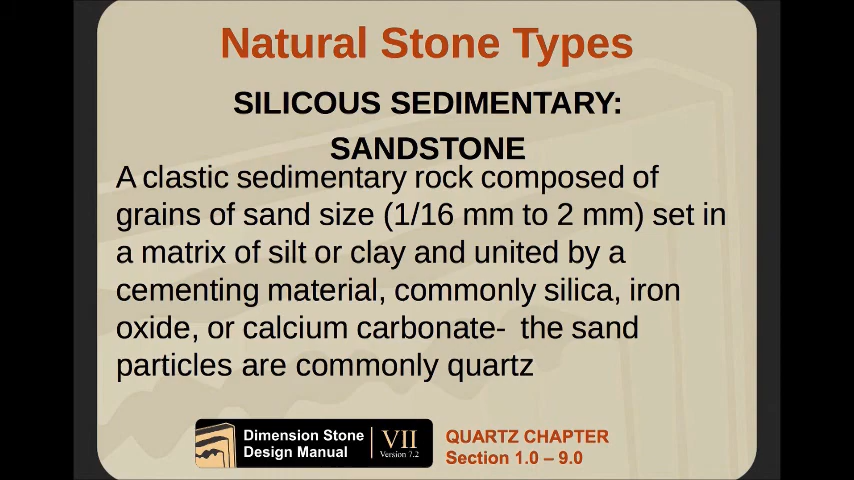 Natural Stone Types
SILICOUS SEDIMENTARY:
SANDSTONE
A clastic sedimentary rock composed of
grains of sand size (1/16 mm to 2 mm) set in
a matrix of silt or clay and united by a
cementing material, commonly silica, iron
oxide, or calcium carbonate-  the sand
particles are commonly quartz
Dimension Stone
Design Manual
VII
Version 7.2
QUARTZ CHAPTER
Section 1.0 – 9.0